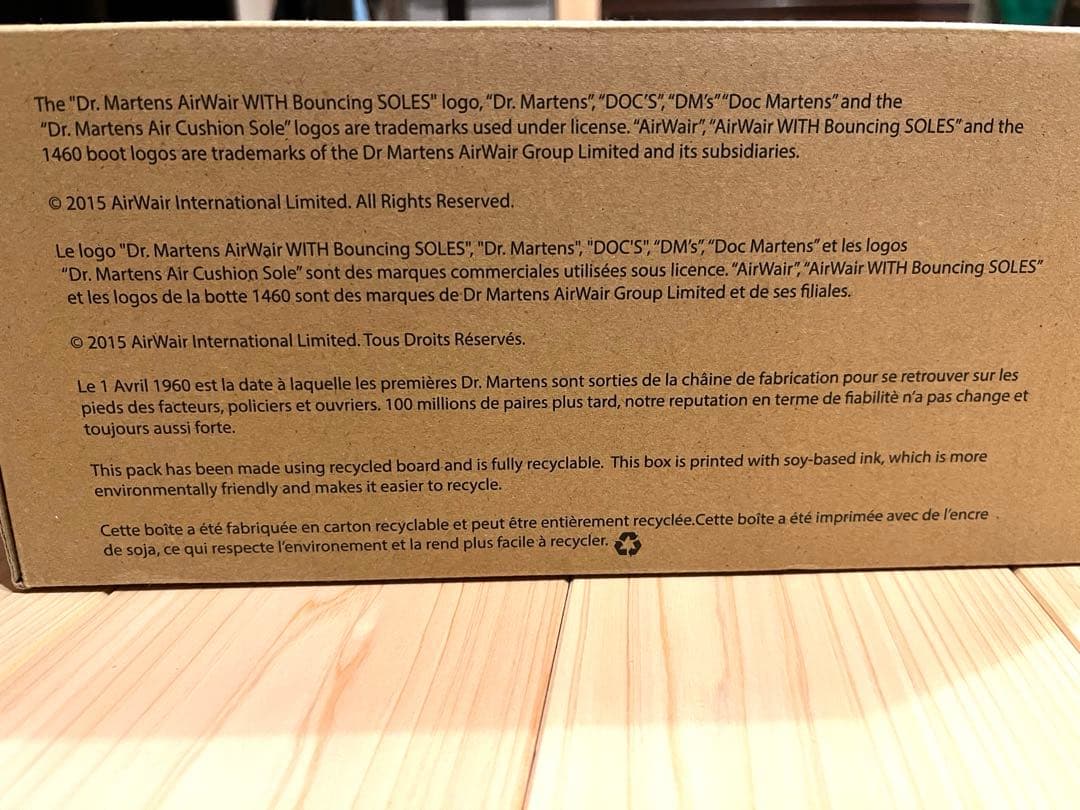 The "Dr. Martens AirWair WITH Bouncing SOLES" logo, “Dr. Martens”, “DOC’S”, “DM’s” “Doc Martens” and the
“Dr. Martens Air Cushion Sole” logos are trademarks used under license. “AirWair”, “AirWair WITH Bouncing SOLES” and the
1460 boot logos are trademarks of the Dr Martens AirWair Group Limited and its subsidiaries.
© 2015 AirWair International Limited. All Rights Reserved.
Le logo "Dr. Martens AirWair WITH Bouncing SOLES", "Dr. Martens", "DOC'S", “DM’s”, “Doc Martens” et les logos
“Dr. Martens Air Cushion Sole” sont des marques commerciales utilisées sous licence. “AirWair”, “AirWair WITH Bouncing SOLES”
et les logos de la botte 1460 sont des marques de Dr Martens AirWair Group Limited et de ses filiales.
© 2015 AirWair International Limited. Tous Droits Réservés.
Le 1 Avril 1960 est la date à laquelle les premières Dr. Martens sont sorties de la châine de fabrication pour se retrouver sur les
pieds des facteurs, policiers et ouvriers. 100 millions de paires plus tard, notre reputation en terme de fiabilitè n’a pas change et
toujours aussi forte.
This pack has been made using recycled board and is fully recyclable. This box is printed with soy-based ink, which is more
environmentally friendly and makes it easier to recycle.
Cette boîte a été fabriquée en carton recyclable et peut être entièrement recyclée.Cette boîte a été imprimée avec de l’encre
de soja, ce qui respecte l’environement et la rend plus facile à recycler.